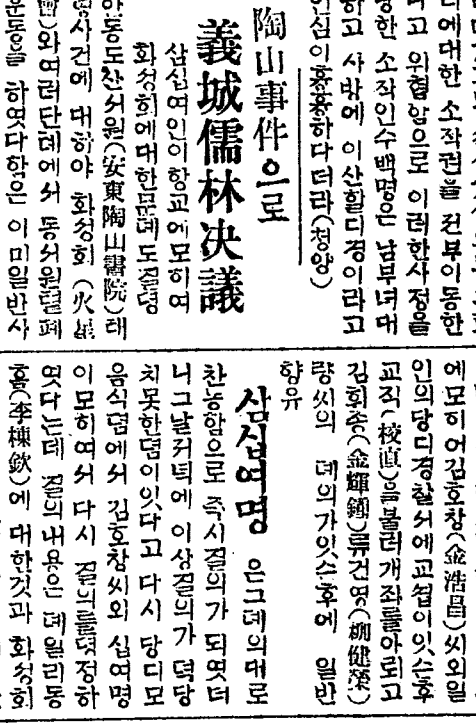 디에대한 소작권을 전부이동한
다고 위협함으로 이러한사정을
당한 소작인수백명은 남부녀대
하고 사방에 이산할디경이라고
인심이흉흉하다더라(청양)
陶山事件으로
義城儒林决議
삼십여인이향교에모히여
화성회에대한문뎨도질뎡
안동도산서원(安東陶山書院)태
형사건에 대하야 화성회 (火星
會)와여러단톄에서 동서원텰폐
운동을 하엿다함은 이미일반사
에 모히어김호창(金浩昌)씨외일
인의당디경찰서에교섭이잇슨후
교직(校直)을불러개좌를아뢰고
김휘종(金輝鍾)류건영(柳健榮)
량씨의 뎨의가잇슨후에 일반
향유
삼십여명 은그뎨의대로
찬농함으로 즉시질의가 되엿더
니그날저녁에 이상질의가 덕당
치못한뎜이잇다고 다시 당디모
음식뎜에서 김호창씨외 십여명
이 모히여서 다시 질의를뎡정하
엿다는데 질의내용은 뎨일리동
흠(李棟欽)에 대한것과 화성회